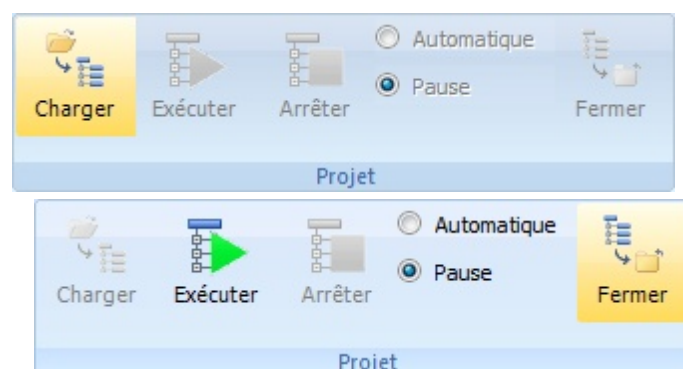 Automatique
Pause
Charger Exécuter Arrêter Fermer
Projet
Automatique
Pause
Charger Exécuter Arrêter Fermer
Projet